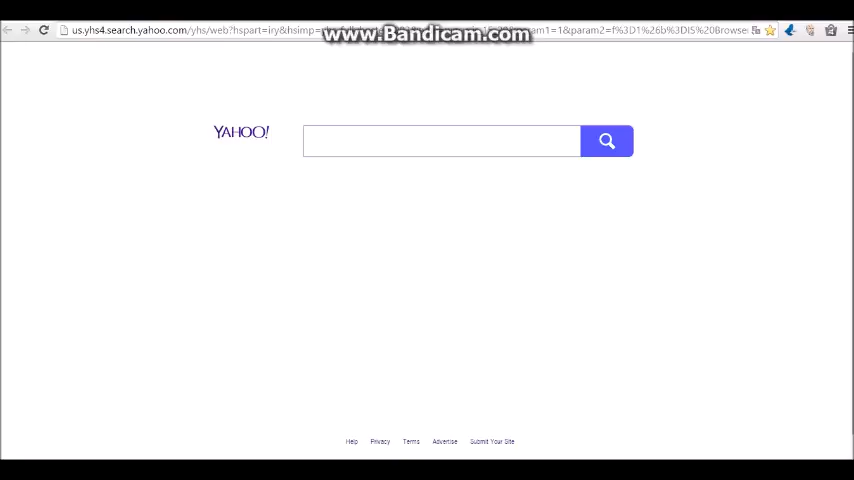 us.yhs4.search.yahoo.com/yhs/web?hspart=iry&hsimp= aram1=1&param2=f%3D1%26b%3DIS%20Browse
www.Bandicam.com
YAHOO!
Help Privacy Terms Advertise Submit Your Site